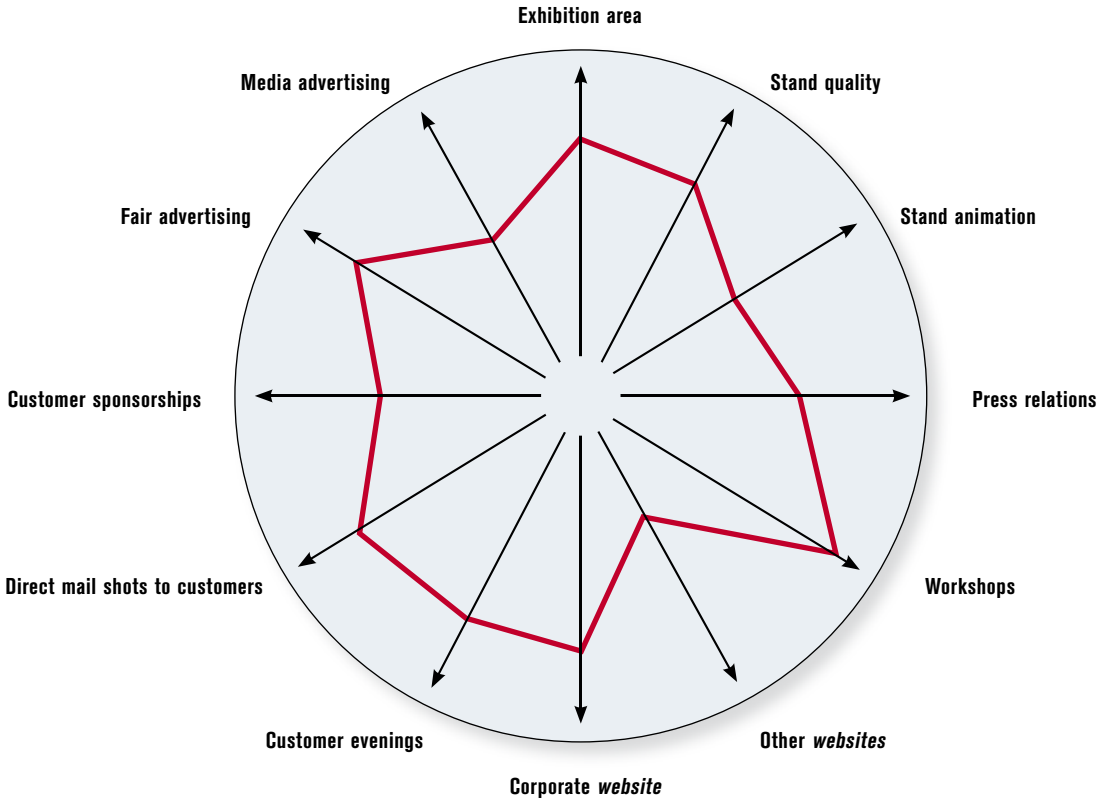 Exhibition area
Media advertising
Stand quality
Fair advertising
Stand animation
Customer sponsorships
Press relations
Direct mail shots to customers
Workshops
Customer evenings
Other websites
Corporate website